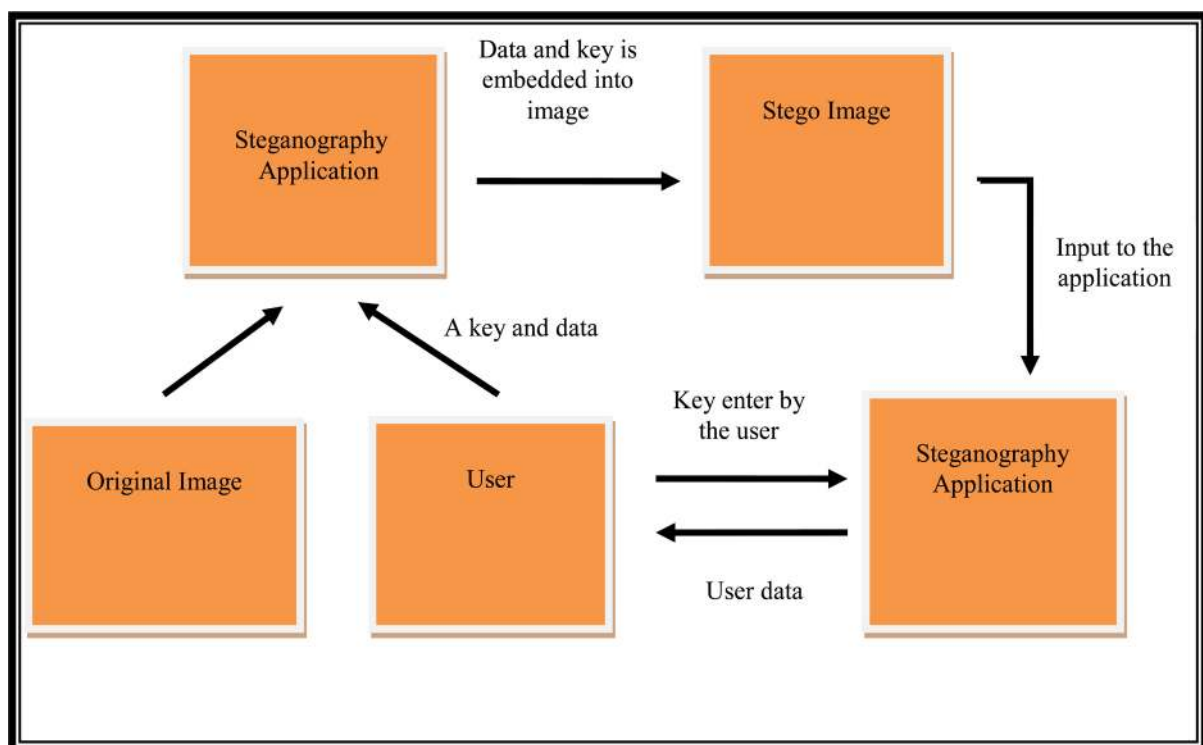 Data and key is
embedded into
image
Steganography
Application
Stego Image
Input to the
application
A key and data
Key enter by
the user
Original Image
User
Steganography
Application
User data